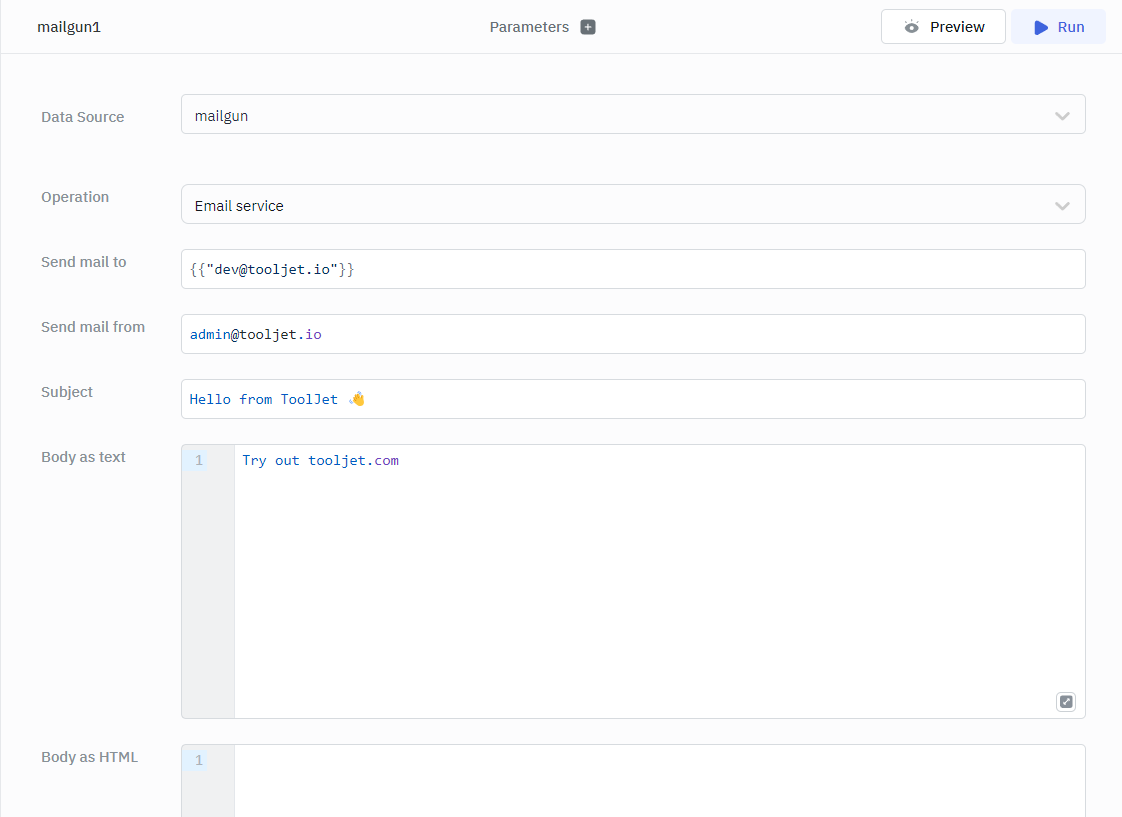 mailgun1
Parameters
Preview
Run
Data Source
mailgun
Operation
Email service
Send mail to
{{"dev@tooljet.io"}}
Send mail from
admin@tooljet.io
Subject
Hello from ToolJet 👋
Body as text
1
Try out tooljet.com
Body as HTML
1